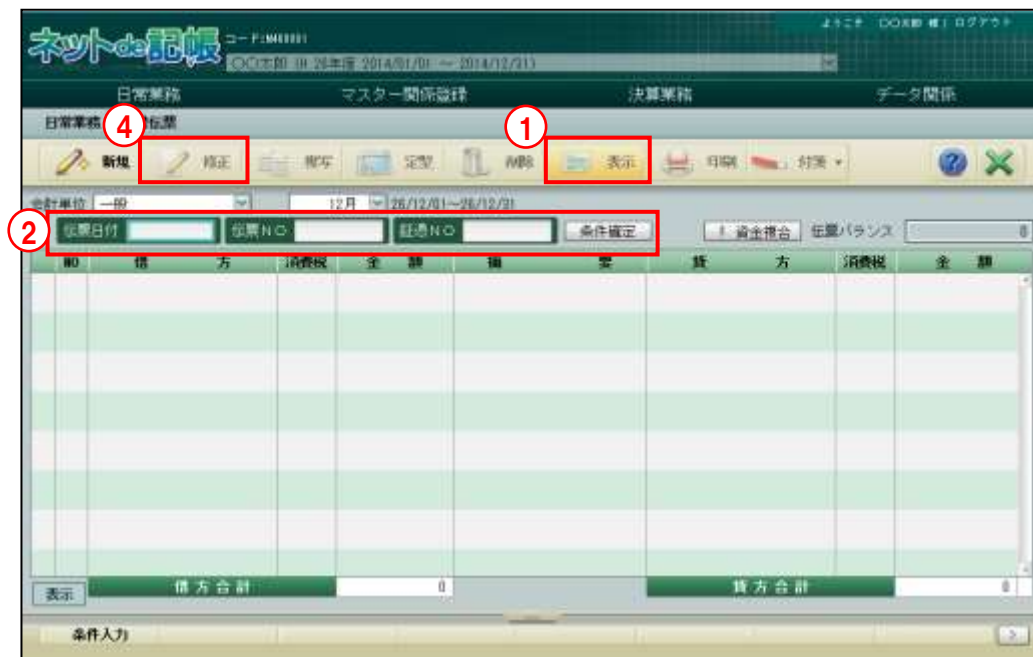 ようこそ 〇〇太郎 様| ログアウト
ネットde記帳 コード:M400001
〇〇太郎 (H 26年度 2014/01/01 ～ 2014/12/31)
日常業務 マスター関係登録 決算業務 データ関係
日常業務 伝票
4 1
新規 修正 複写 定型 削除 表示 印刷 付箋
会計単位 一般 12月 26/12/01～26/12/31
2 伝票日付 伝票NO 証憑NO 条件確定 資金複合 伝票バランス 0
NO 借方 消費税 金額 摘要 貸方 消費税 金額
表示 借方合計 0 貸方合計 0
条件入力